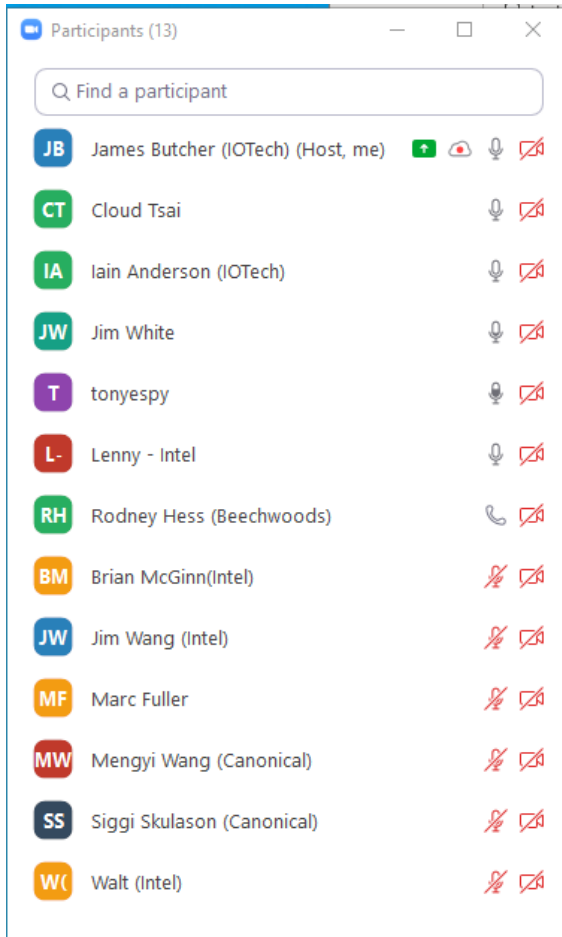 Participants (13)
Find a participant
JB James Butcher (IOTech) (Host, me)
CT Cloud Tsai
IA Iain Anderson (IOTech)
JW Jim White
T tonyespy
L- Lenny - Intel
RH Rodney Hess (Beechwoods)
BM Brian McGinn(Intel)
JW Jim Wang (Intel)
MF Marc Fuller
MW Mengyi Wang (Canonical)
SS Siggi Skulason (Canonical)
W( Walt (Intel)